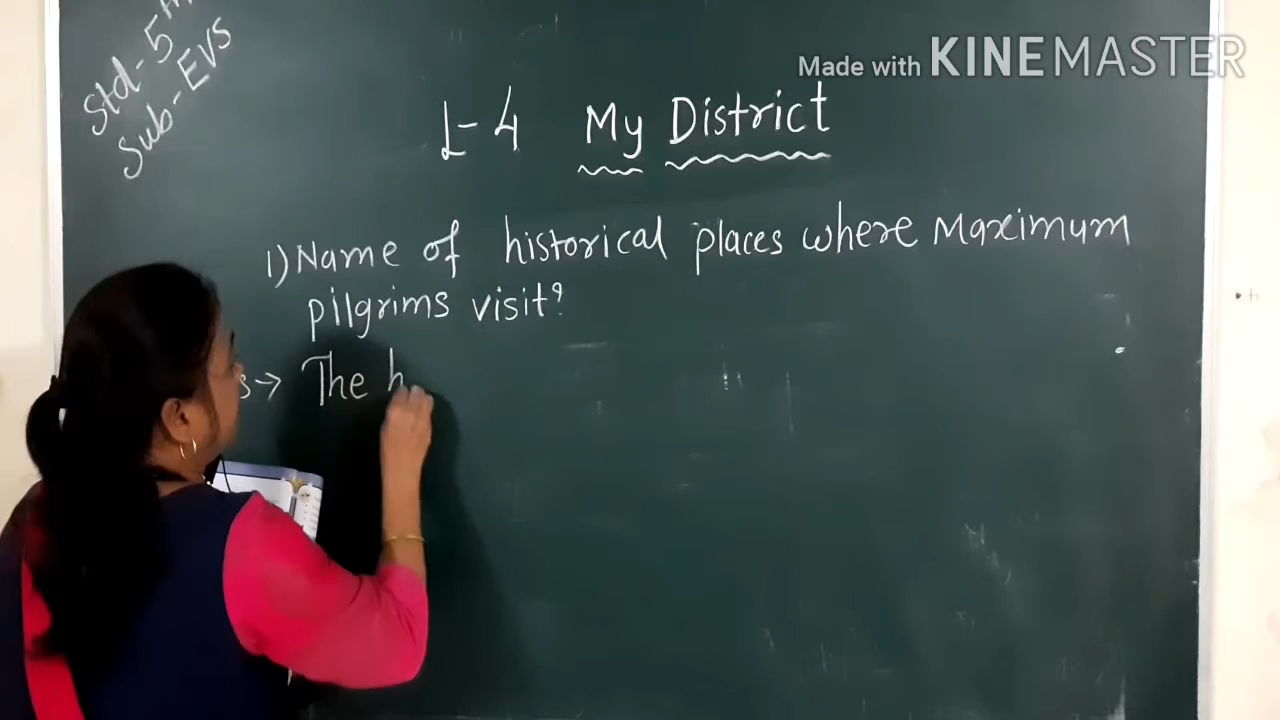 Made with KINEMASTER
Std-5th
Sub-EVS
L-4 My District
1) Name of historical places where Maximum
pilgrims visit?
s→ The h